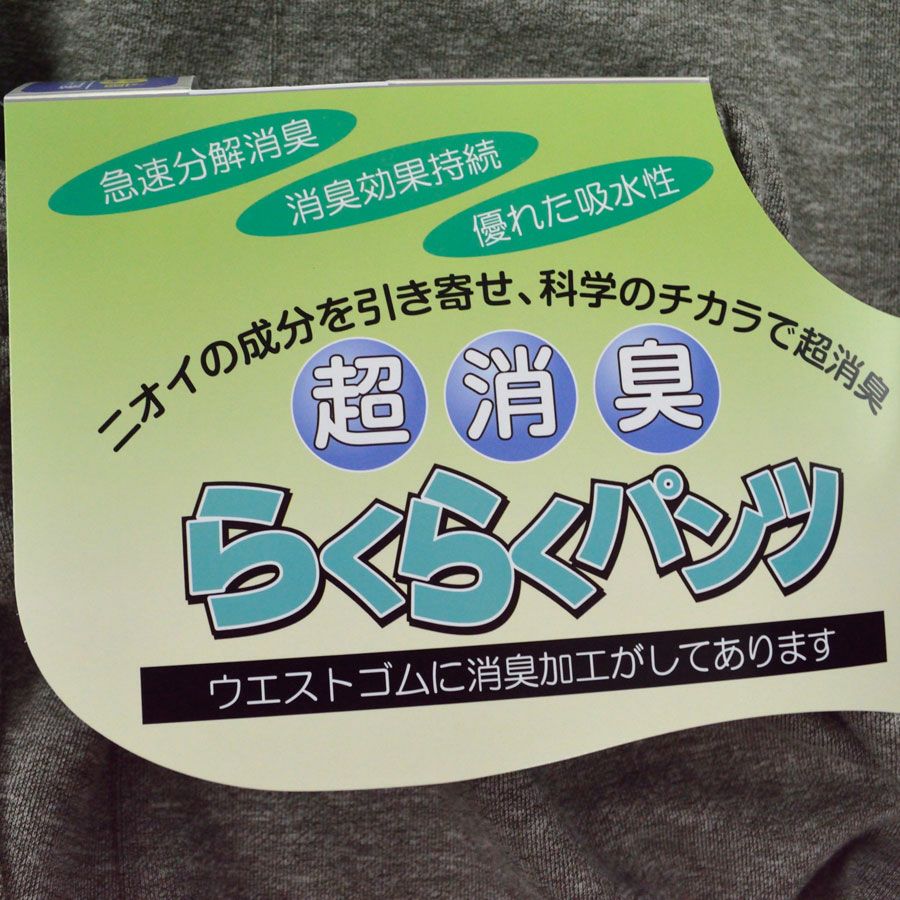 急速分解消臭
消臭効果持続
優れた吸水性
ニオイの成分を引き寄せ、科学のチカラで超消臭
超消臭
らくらくパンツ
ウエストゴムに消臭加工がしてあります